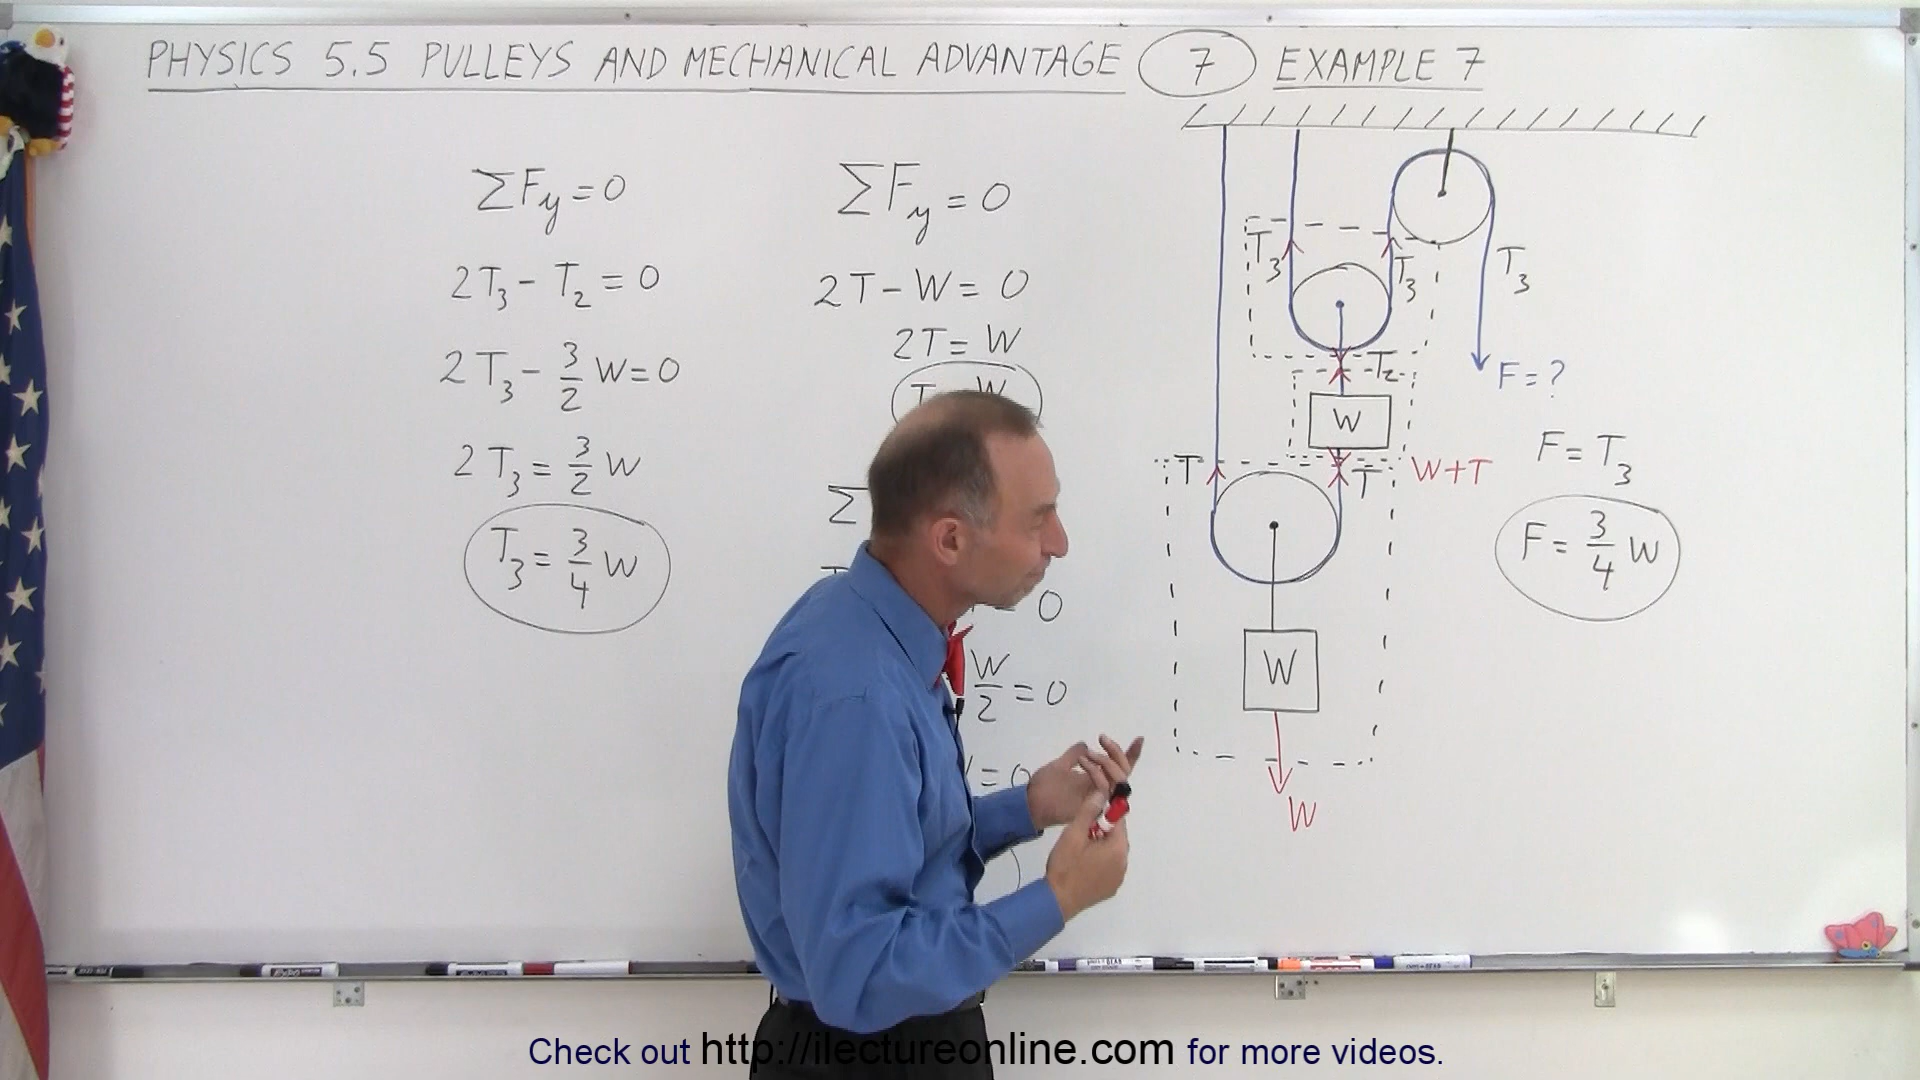 PHYSICS 5.5 PULLEYS AND MECHANICAL ADVANTAGE 7 EXAMPLE 7
ΣFy = 0
2T₃ - T₂ = 0
2T₃ - 3/2 W = 0
2T₃ = 3/2 W
T₃ = 3/4 W
ΣFy = 0
2T - W = 0
2T = W
Σ
0
W/2 = 0
= 0
T₃
T₃
T₃
T₂
F = ?
W
T
T
W+T
W
W
F = T₃
F = 3/4 W
Check out http://ilectureonline.com for more videos.